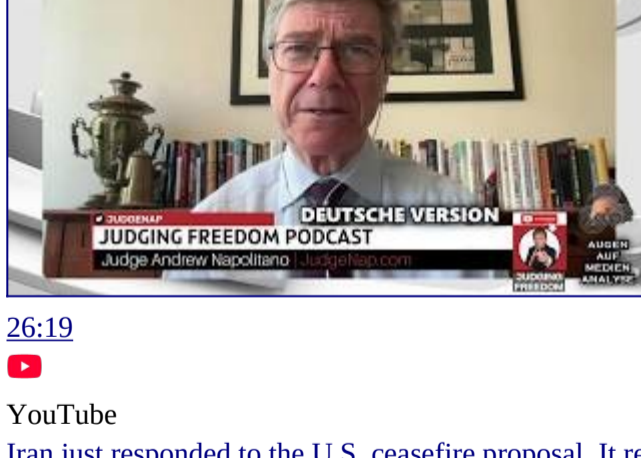 JUDGENAP
DEUTSCHE VERSION
JUDGING FREEDOM PODCAST
Judge Andrew Napolitano | JudgeNap.com
JUDGING
FREEDOM
AUGEN
AUF
MEDIEN
ANALYSE
26:19
YouTube
Iran just responded to the U.S. ceasefire proposal. It re